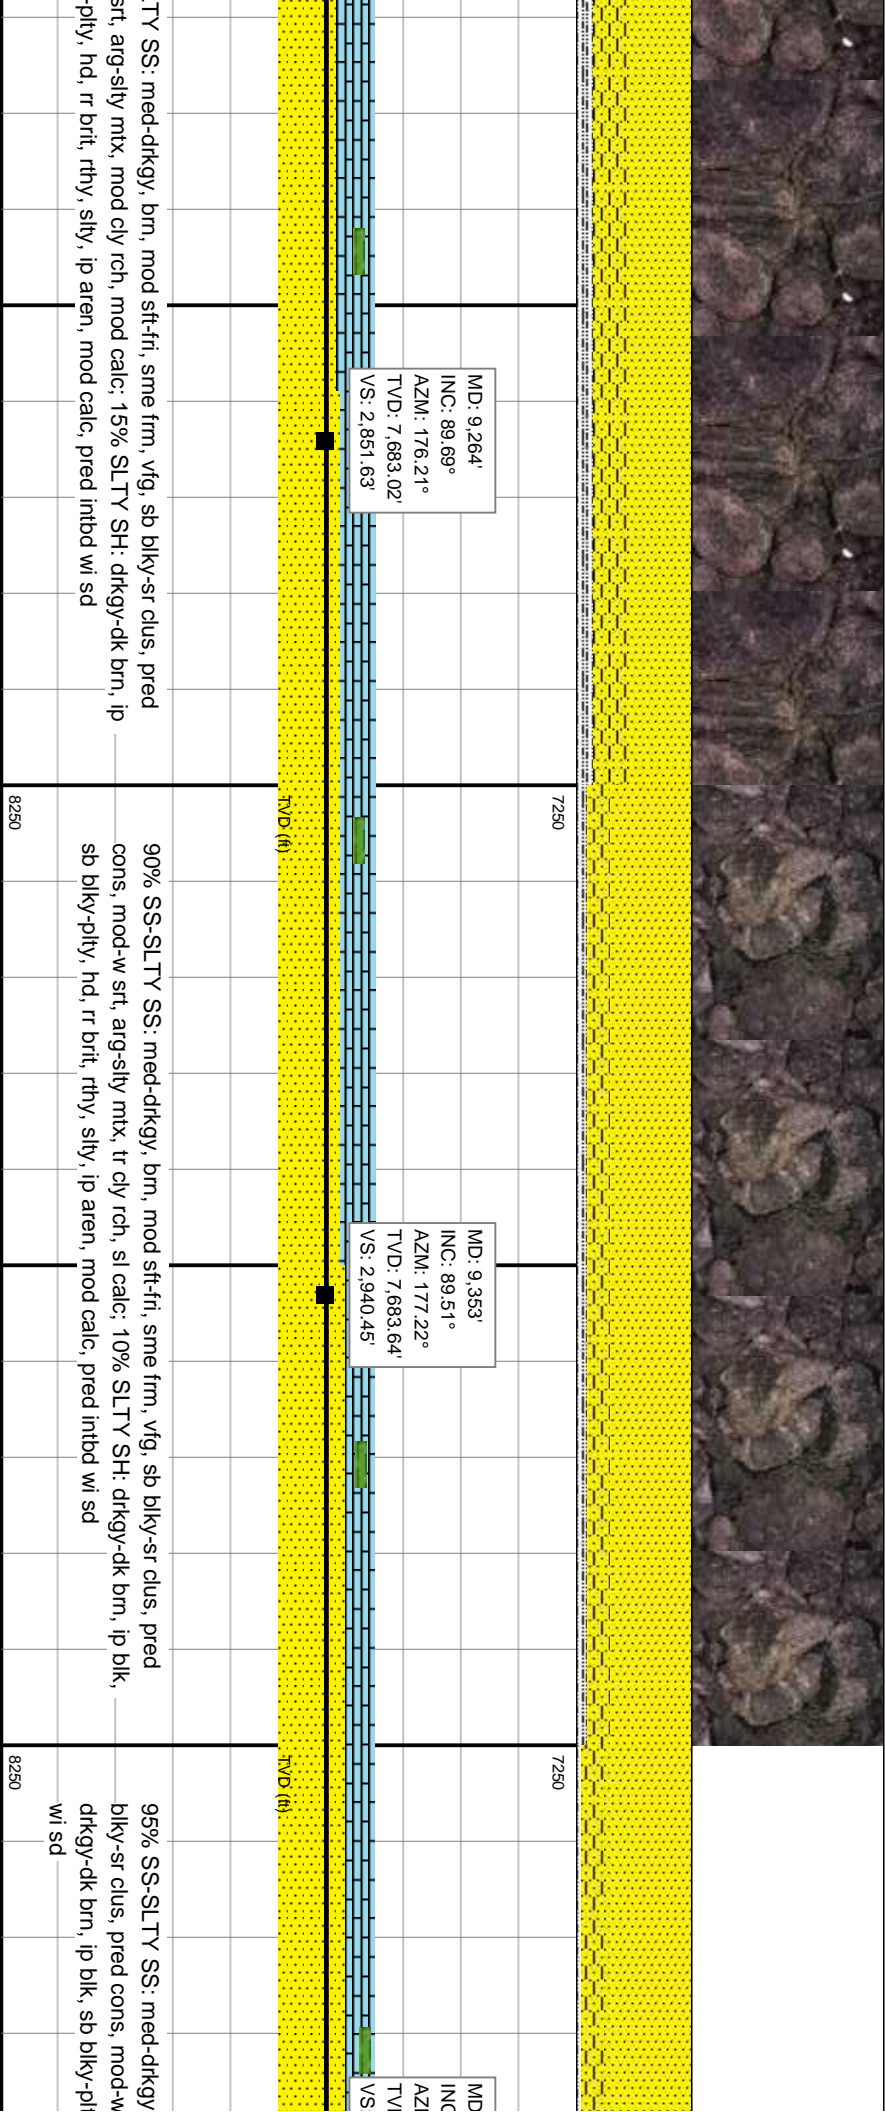 LTY SS: med-drkgy, brn, mod sft-fri, sme frm, vfg, sb blky-sr clus, pred
srt, arg-slty mtx, mod cly rch, mod calc; 15% SLTY SH: drkgy-dk brn, ip
-plty, hd, rr brit, rthy, slty, ip aren, mod calc, pred intbd wi sd
MD: 9,264'
INC: 89.69°
AZM: 176.21°
TVD: 7,683.02'
VS: 2,851.63'
7250
TVD (ft)
8250
90% SS-SLTY SS: med-drkgy, brn, mod sft-fri, sme frm, vfg, sb blky-sr clus, pred
cons, mod-w srt, arg-slty mtx, tr cly rch, sl calc; 10% SLTY SH: drkgy-dk brn, ip blk,
sb blky-plty, hd, rr brit, rthy, slty, ip aren, mod calc, pred intbd wi sd
MD: 9,353'
INC: 89.51°
AZM: 177.22°
TVD: 7,683.64'
VS: 2,940.45'
7250
TVD (ft)
8250
95% SS-SLTY SS: med-drkgy
blky-sr clus, pred cons, mod-w
drkgy-dk brn, ip blk, sb blky-plt
wi sd
MD
INC
AZI
TVI
VS: